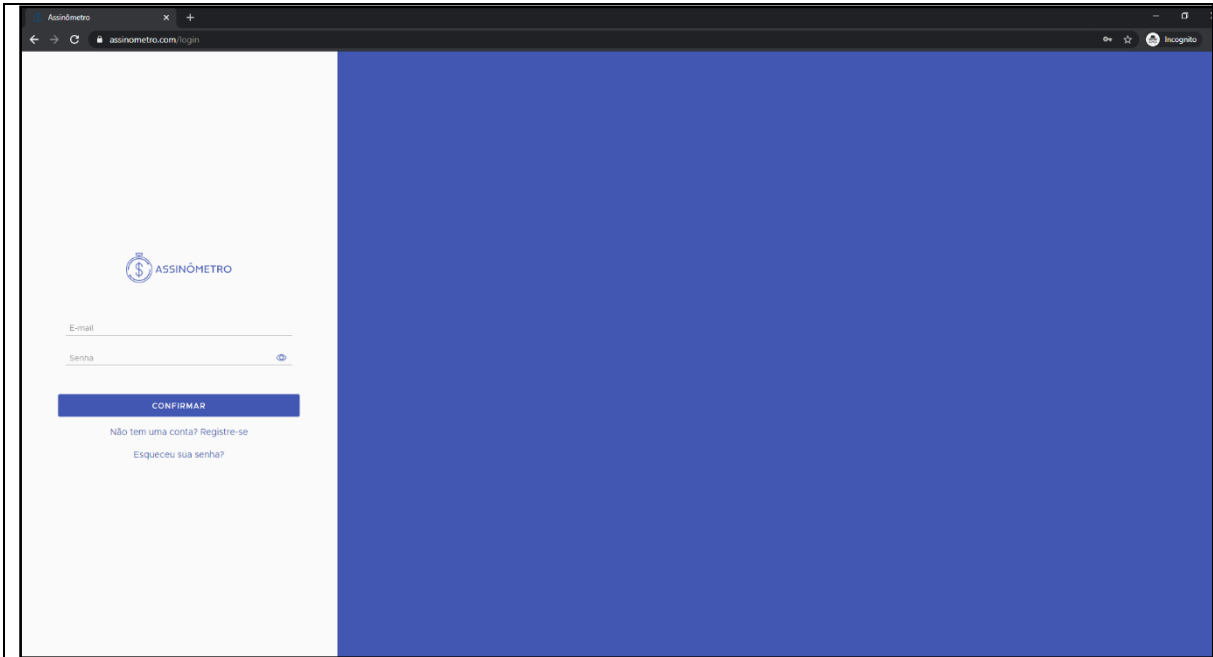 Assinômetro
assinometro.com/login
Incognito
ASSINÔMETRO
E-mail
Senha
CONFIRMAR
Não tem uma conta? Registre-se
Esqueceu sua senha?